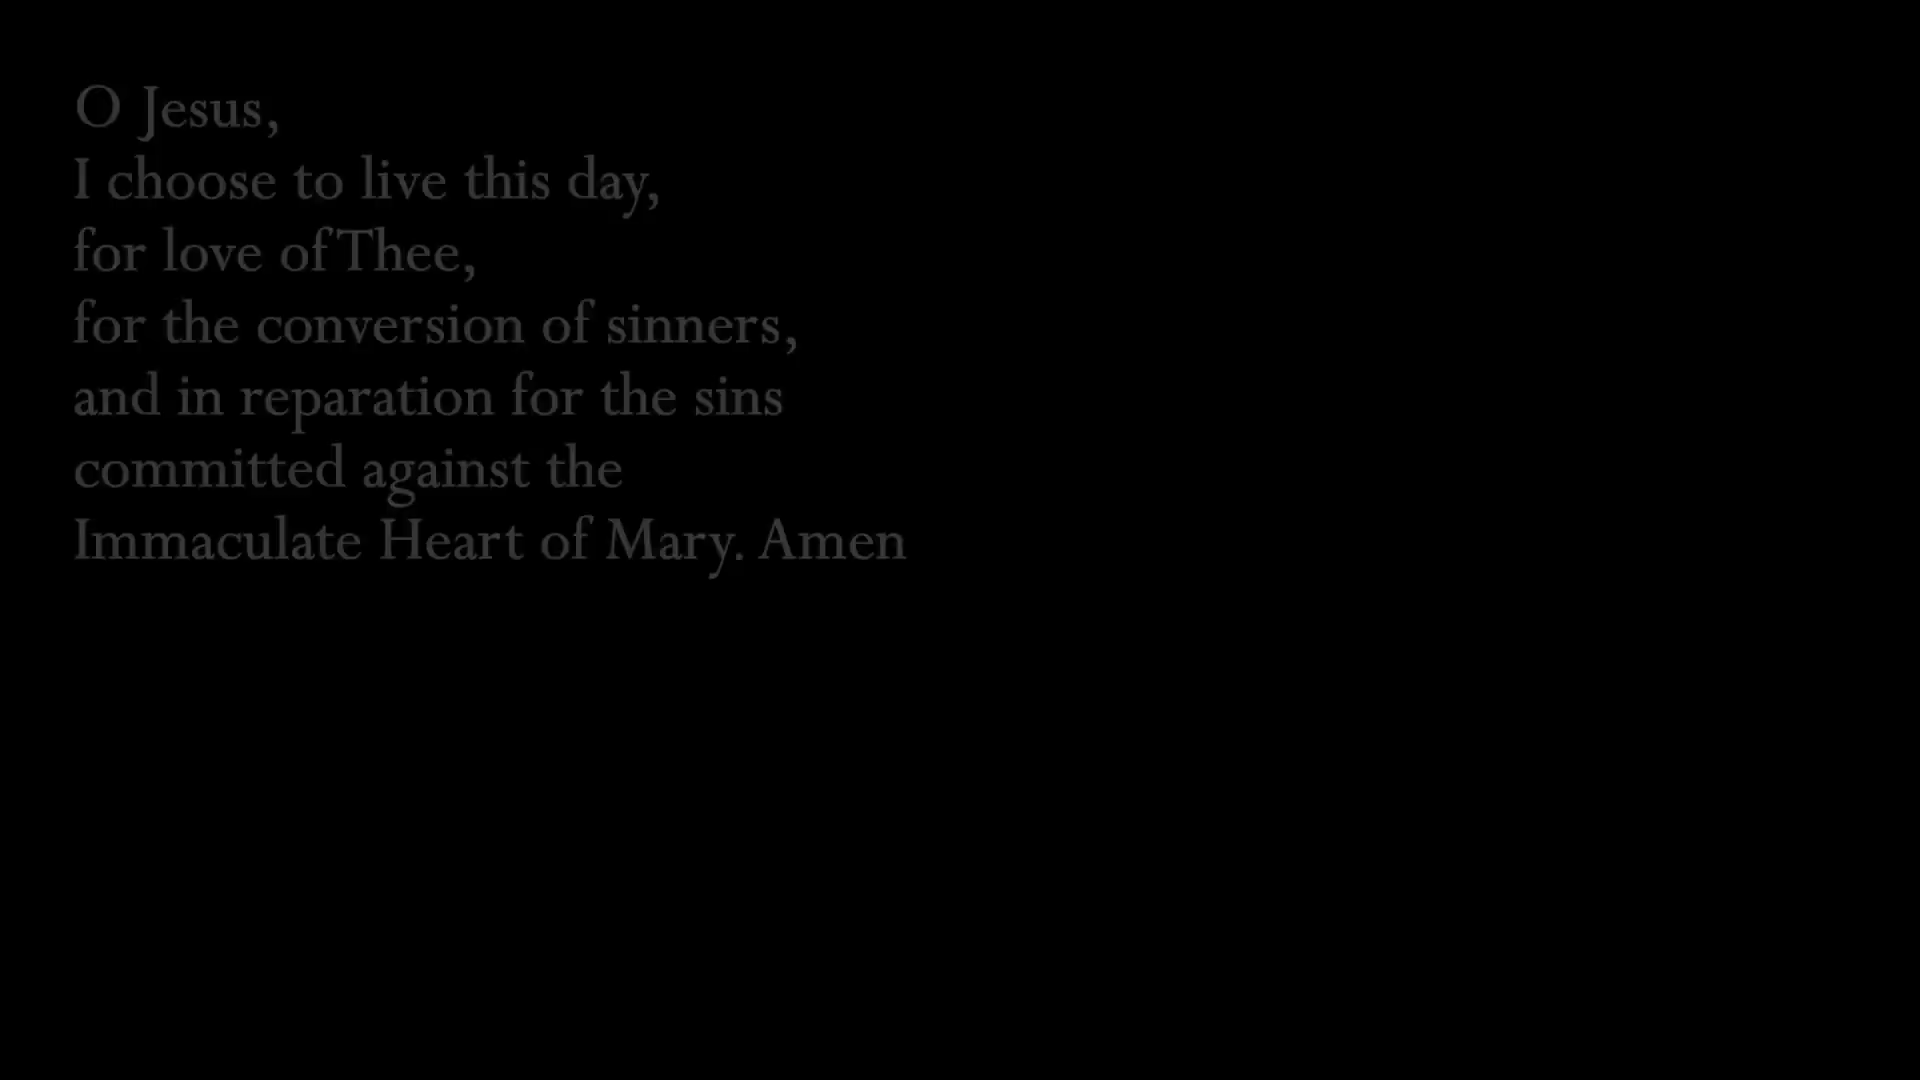 O Jesus,
I choose to live this day,
for love of Thee,
for the conversion of sinners,
and in reparation for the sins
committed against the
Immaculate Heart of Mary. Amen